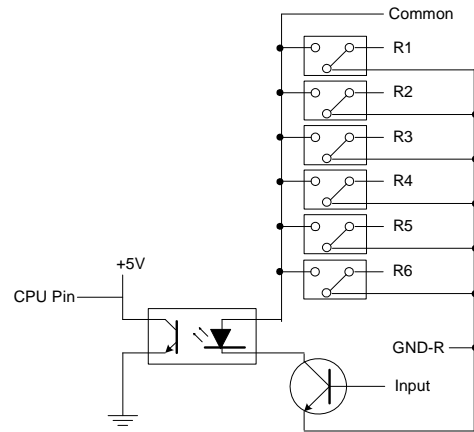 Common
R1
R2
R3
R4
R5
R6
+5V
CPU Pin
GND-R
Input